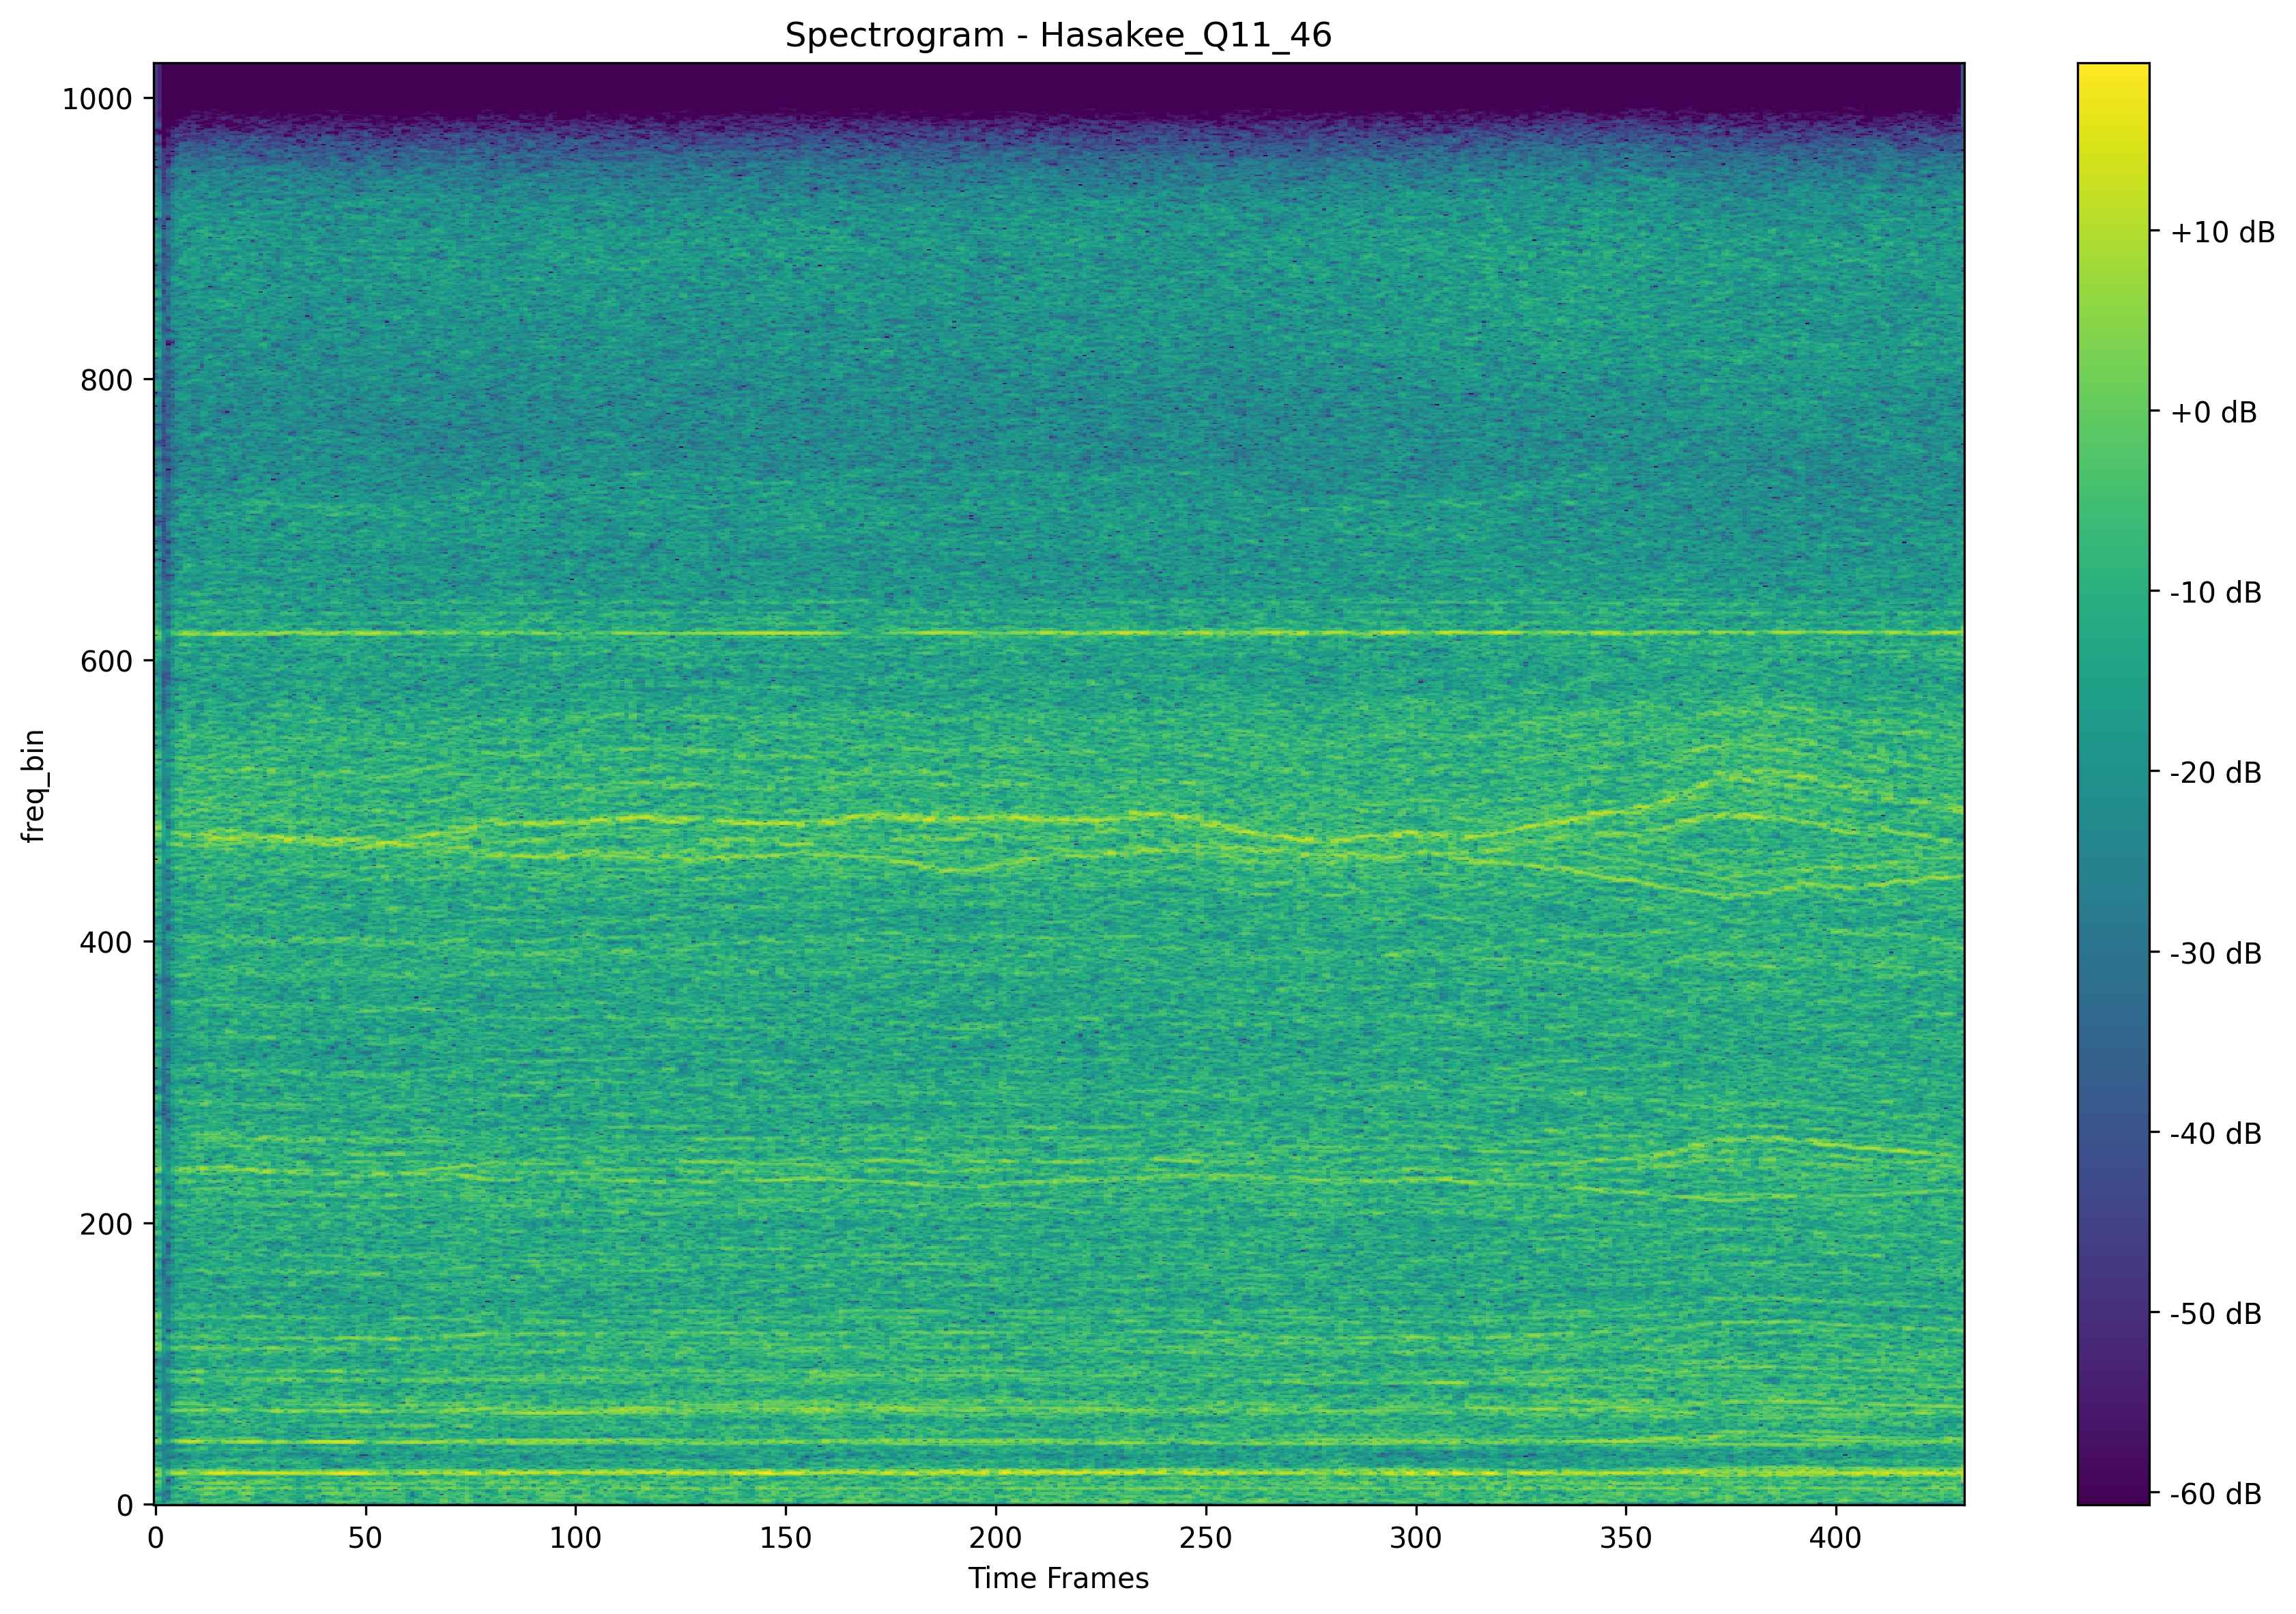 Spectrogram - Hasakee_Q11_46
1000
800
600
400
200
0
freq_bin
0 50 100 150 200 250 300 350 400
Time Frames
+10 dB
+0 dB
-10 dB
-20 dB
-30 dB
-40 dB
-50 dB
-60 dB